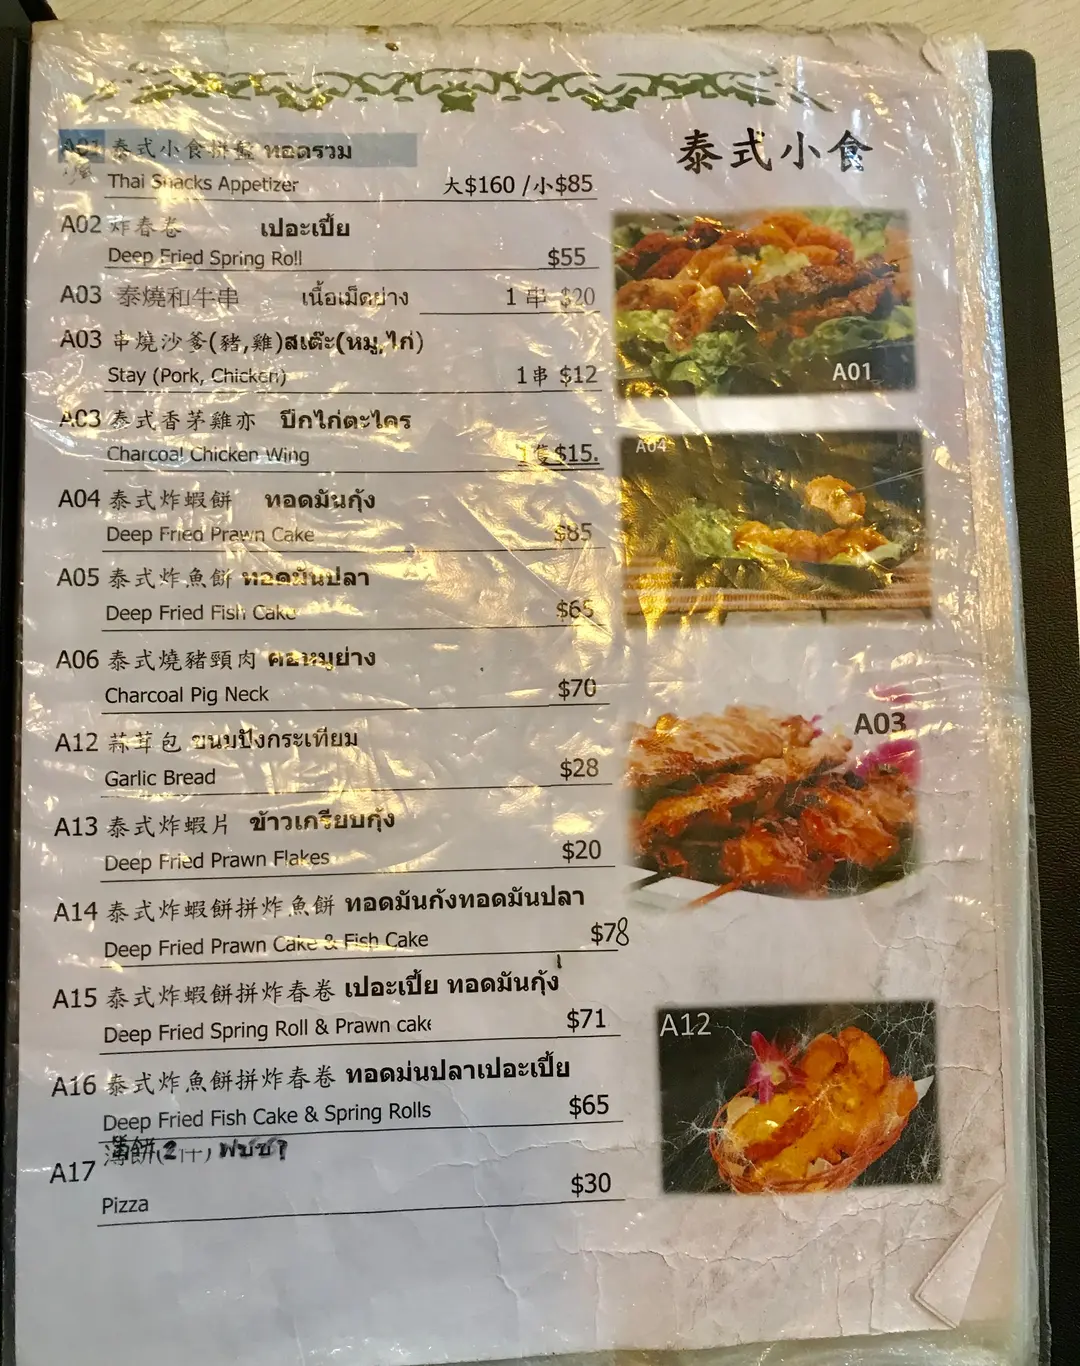 泰式小食
A01 泰式小食拼盤 ทอดรวม
Thai Snacks Appetizer 大$160 /小$85
A02 炸春卷 เปอะเปี้ย
Deep Fried Spring Roll $55
A03 泰燒和牛串 เนื้อเม็ดย่าง 1 串 $20
A03 串燒沙爹(豬,雞)สเต๊ะ(หมู,ไก่)
Stay (Pork, Chicken) 1串 $12
A03 泰式香茅雞亦 ปีกไก่ตะไคร
Charcoal Chicken Wing 1隻$15.
A04 泰式炸蝦餅 ทอดมันกุ้ง
Deep Fried Prawn Cake $85
A05 泰式炸魚餅 ทอดมันปลา
Deep Fried Fish Cake $65
A06 泰式燒豬頸肉 คอหมูย่าง
Charcoal Pig Neck $70
A12 蒜茸包 ขนมปังกระเทียม
Garlic Bread $28
A13 泰式炸蝦片 ข้าวเกรียบกุ้ง
Deep Fried Prawn Flakes $20
A14 泰式炸蝦餅拼炸魚餅 ทอดมันกังทอดมันปลา
Deep Fried Prawn Cake & Fish Cake $78
A15 泰式炸蝦餅拼炸春卷 เปอะเปี้ย ทอดมันกุ้ง
Deep Fried Spring Roll & Prawn cake $71
A16 泰式炸魚餅拼炸春卷 ทอดม่นปลาเปอะเปี้ย
Deep Fried Fish Cake & Spring Rolls $65
A17 薄餅(2件)
Pizza $30
A01
A04
A03
A12